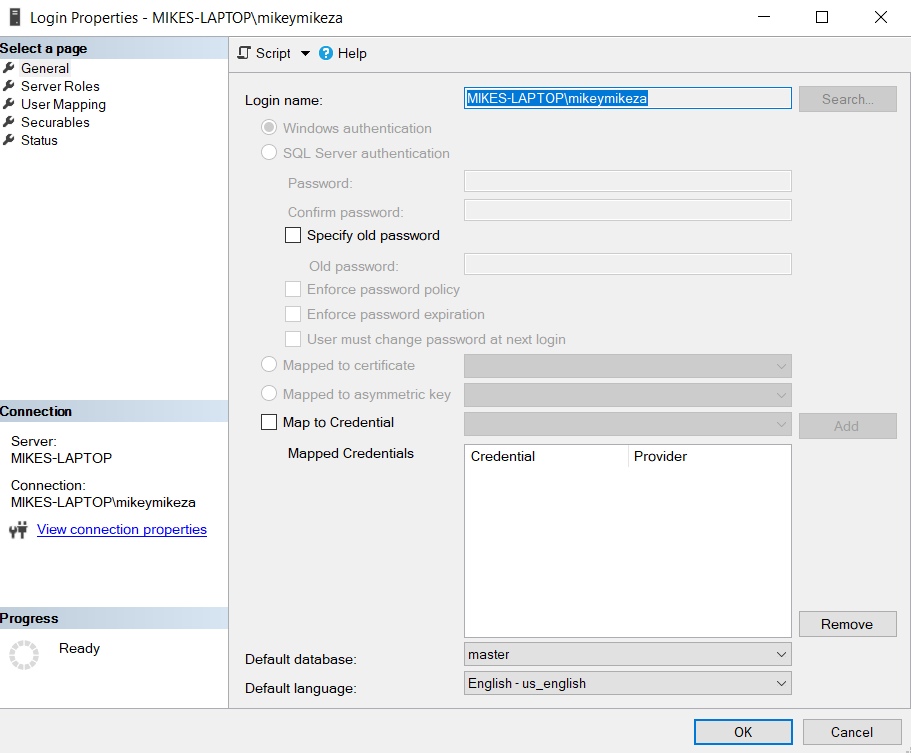 Login Properties - MIKES-LAPTOP\mikeymikeza
Select a page
General
Server Roles
User Mapping
Securables
Status
Connection
Server:
MIKES-LAPTOP
Connection:
MIKES-LAPTOP\mikeymikeza
View connection properties
Progress
Ready
Script ? Help
Login name: MIKES-LAPTOP\mikeymikeza Search...
Windows authentication
SQL Server authentication
Password:
Confirm password:
Specify old password
Old password:
Enforce password policy
Enforce password expiration
User must change password at next login
Mapped to certificate
Mapped to asymmetric key
Map to Credential Add
Mapped Credentials Credential Provider
Remove
Default database: master
Default language: English - us_english
OK Cancel